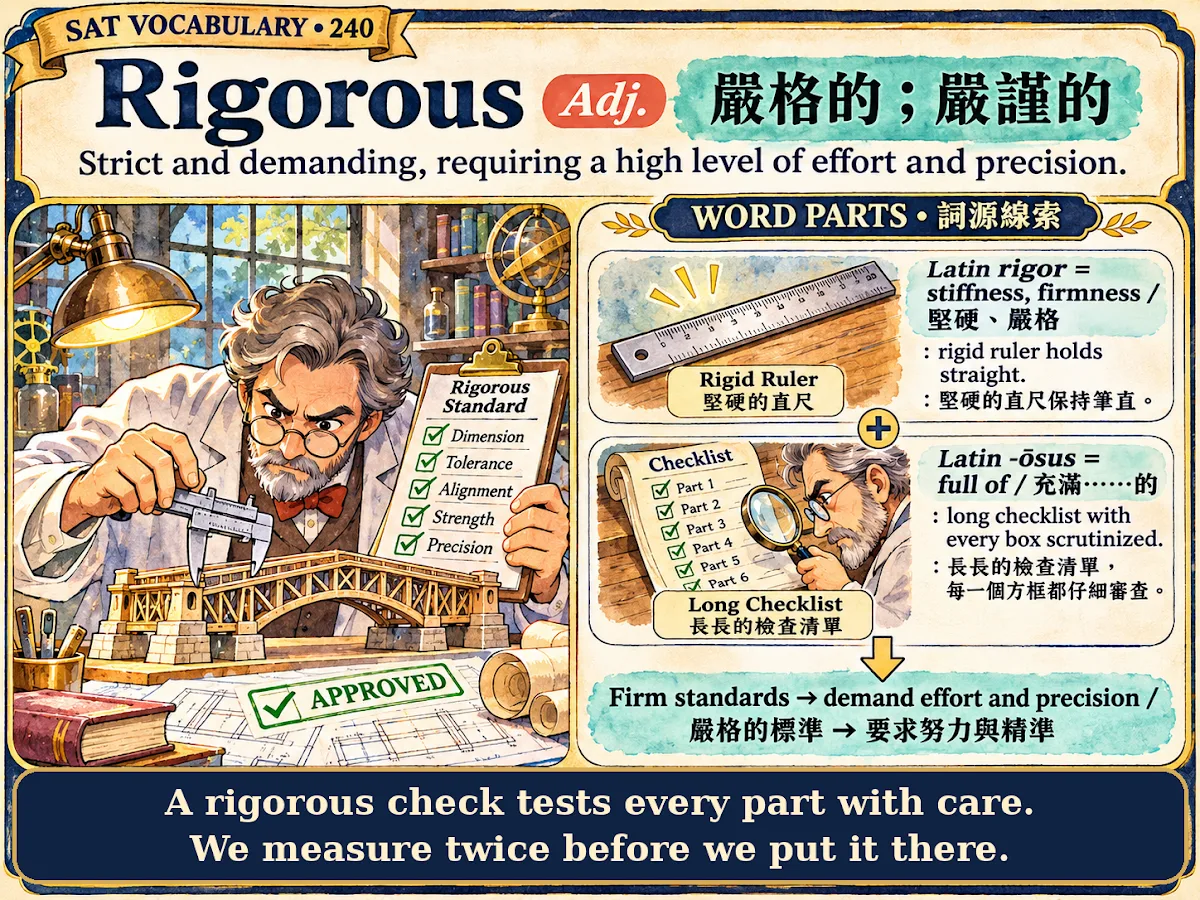 SAT VOCABULARY • 240
Rigorous
Adj.
嚴格的；嚴謹的
Strict and demanding, requiring a high level of effort and precision.
Rigorous
Standard
Dimension
Tolerance
Alignment
Strength
Precision
APPROVED
WORD PARTS • 詞源線索
Rigid Ruler
堅硬的直尺
Latin rigor =
stiffness, firmness /
堅硬、嚴格
: rigid ruler holds
straight.
: 堅硬的直尺保持筆直。
+
Checklist
Part 1
Part 2
Part 3
Part 4
Part 5
Part 6
Long Checklist
長長的檢查清單
Latin -ōsus =
full of / 充滿⋯⋯的
: long checklist with
every box scrutinized.
: 長長的檢查清單，
每一個方框都仔細審查。
Firm standards → demand effort and precision /
嚴格的標準 → 要求努力與精準
A rigorous check tests every part with care.
We measure twice before we put it there.